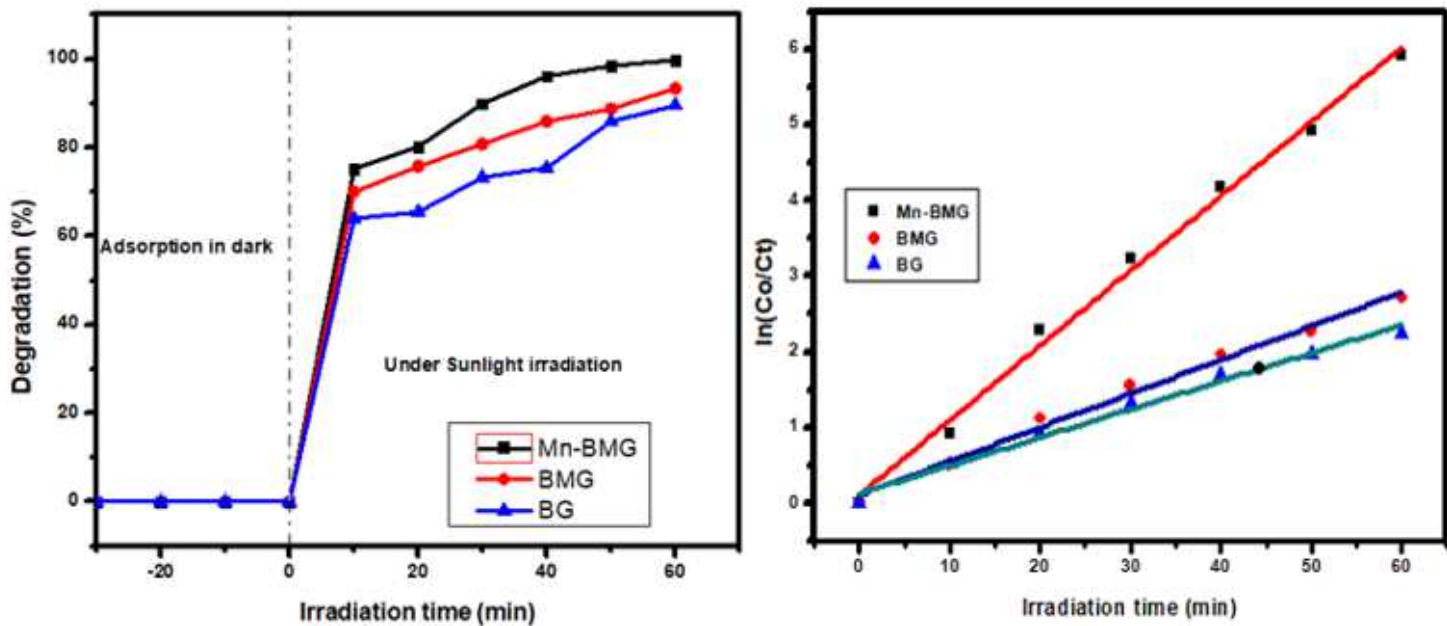 Degradation (%)
100
80
60
40
20
0
Adsorption in dark
Under Sunlight irradiation
Mn-BMG
BMG
BG
-20
0
20
40
60
Irradiation time (min)
ln(Co/Ct)
6
5
4
3
2
1
0
Mn-BMG
BMG
BG
0
10
20
30
40
50
60
Irradiation time (min)